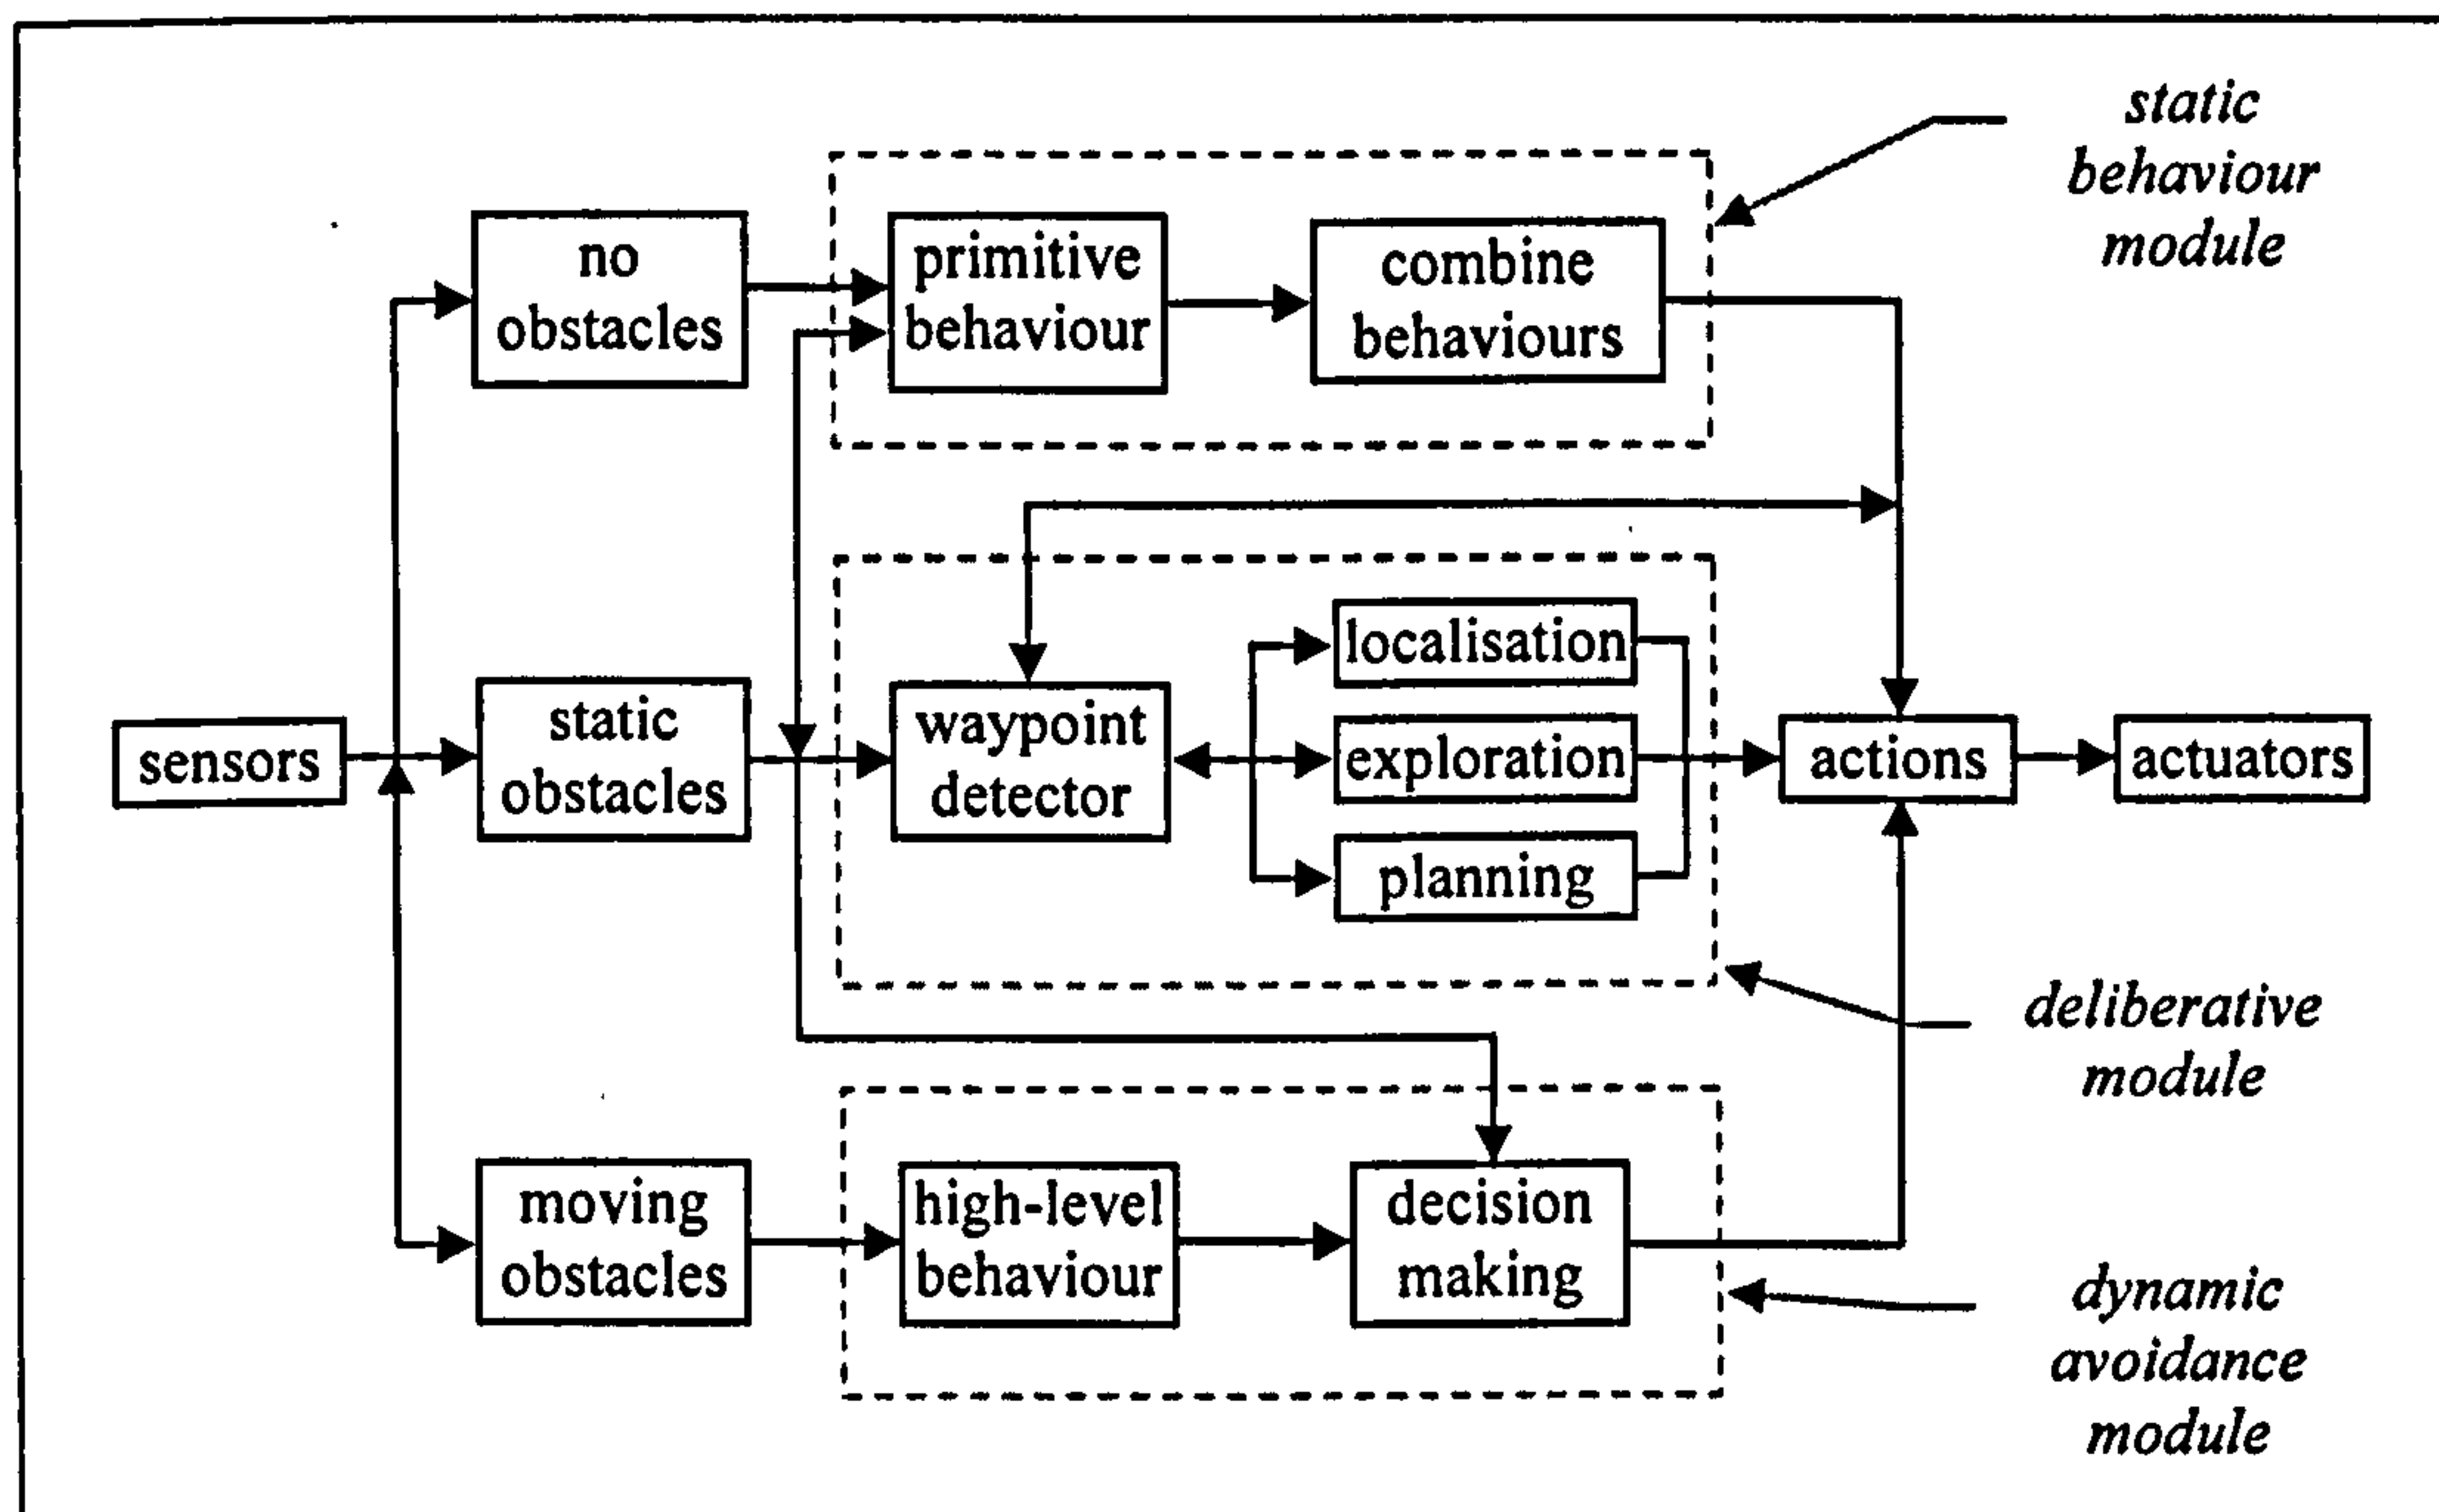 static
behaviour
module
no
obstacles
primitive
behaviour
combine
behaviours
localisation
static
obstacles
waypoint
detector
sensors
exploration
actions
actuators
planning
deliberative
module
moving
obstacles
high-level
behaviour
decision
making
dynamic
avoidance
module